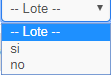 -- Lote --
-- Lote --
si
no